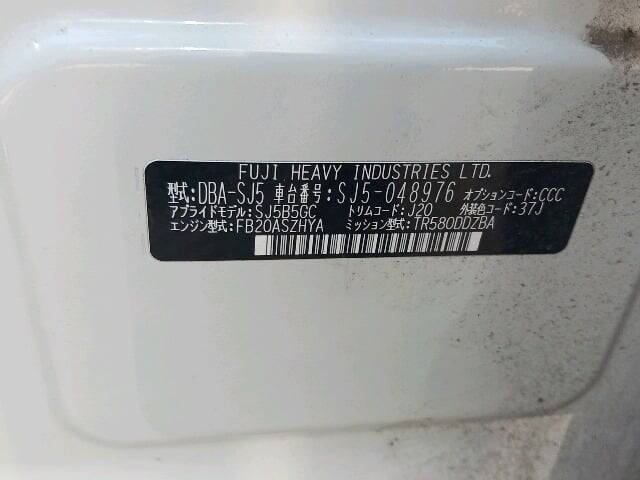 FUJI HEAVY INDUSTRIES LTD.
型式:DBA-SJ5 車台番号:SJ5-048976 オプションコード:CCC
アプライドモデル:SJ5B5GC トリムコード:J20 外装色コード:37J
エンジン型式:FB20ASZHYA ミッション型式:TR580DDZBA